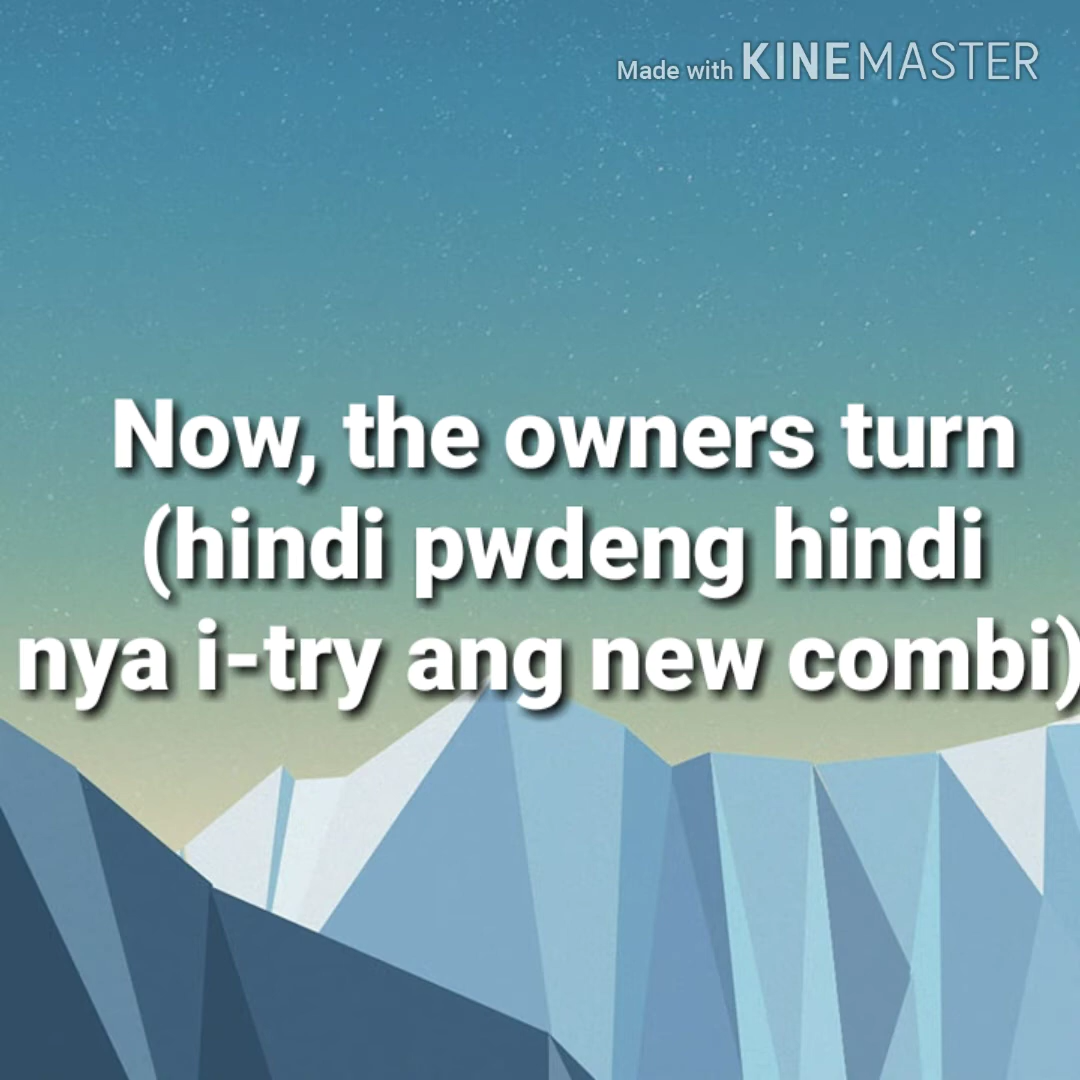 Made with KINEMASTER
Now, the owners turn
(hindi pwdeng hindi
nya i-try ang new combi)